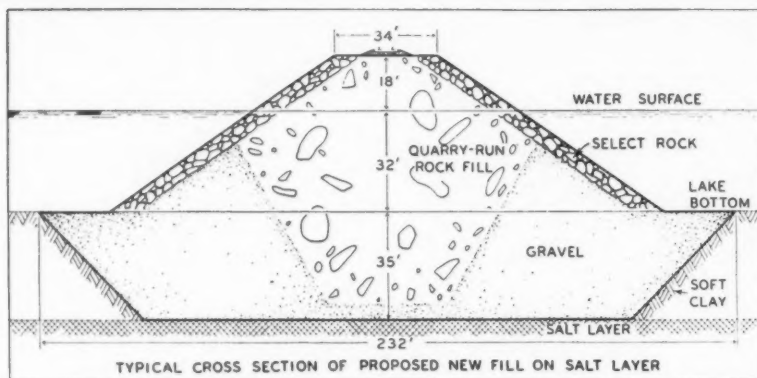 34'
18'
WATER SURFACE
SELECT ROCK
QUARRY-RUN
ROCK FILL
32'
LAKE
BOTTOM
35'
GRAVEL
SOFT
CLAY
SALT LAYER
232'
TYPICAL CROSS SECTION OF PROPOSED NEW FILL ON SALT LAYER